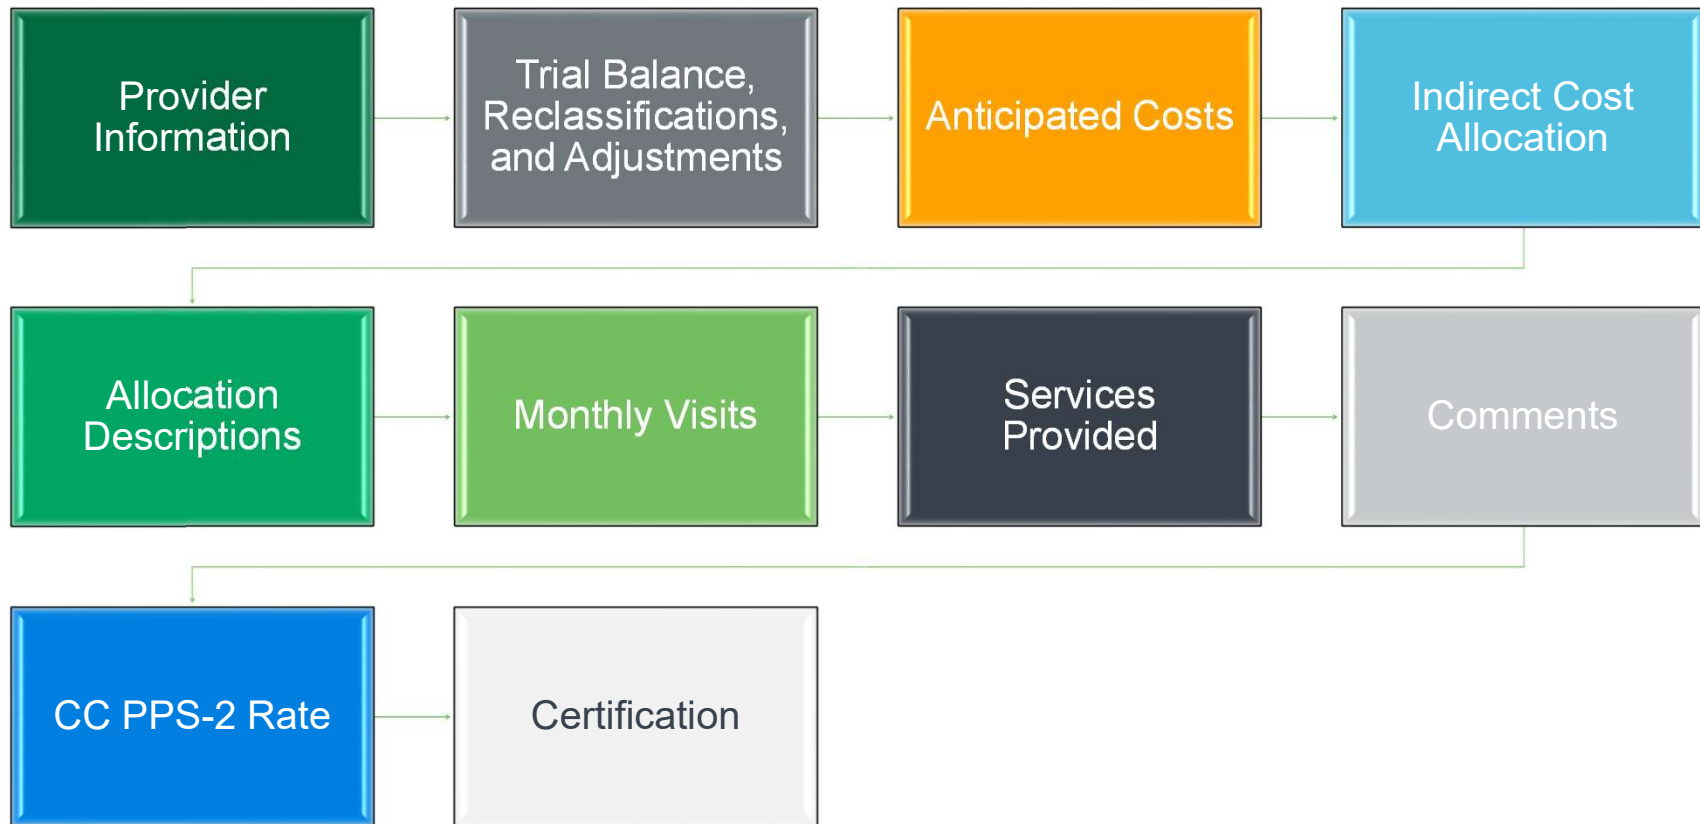 Provider
Information
Trial Balance,
Reclassifications,
and Adjustments
Anticipated Costs
Indirect Cost
Allocation
Allocation
Descriptions
Monthly Visits
Services
Provided
Comments
CC PPS-2 Rate
Certification